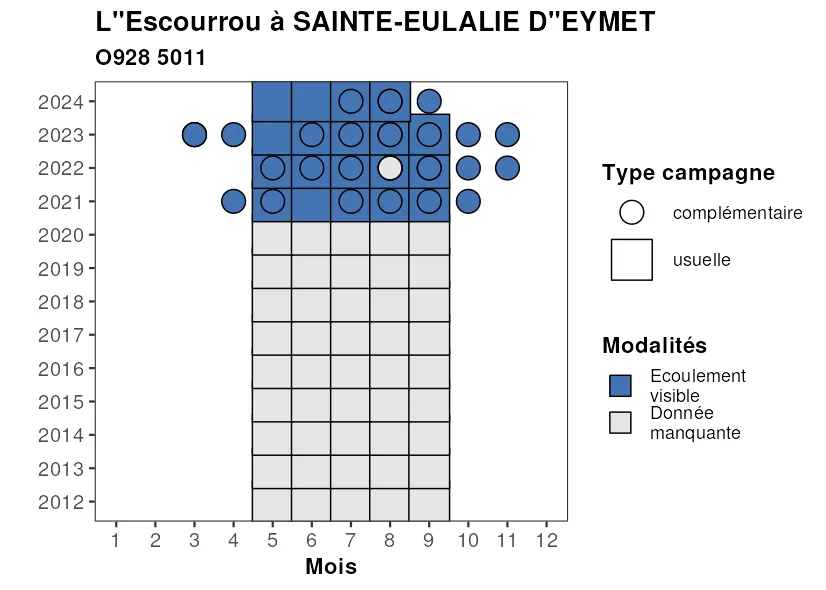 L"Escourrou à SAINTE-EULALIE D"EYMET
O928 5011
2024
2023
2022
2021
2020
2019
2018
2017
2016
2015
2014
2013
2012
1 2 3 4 5 6 7 8 9 10 11 12
Mois
Type campagne
complémentaire
usuelle
Modalités
Ecoulement
visible
Donnée
manquante